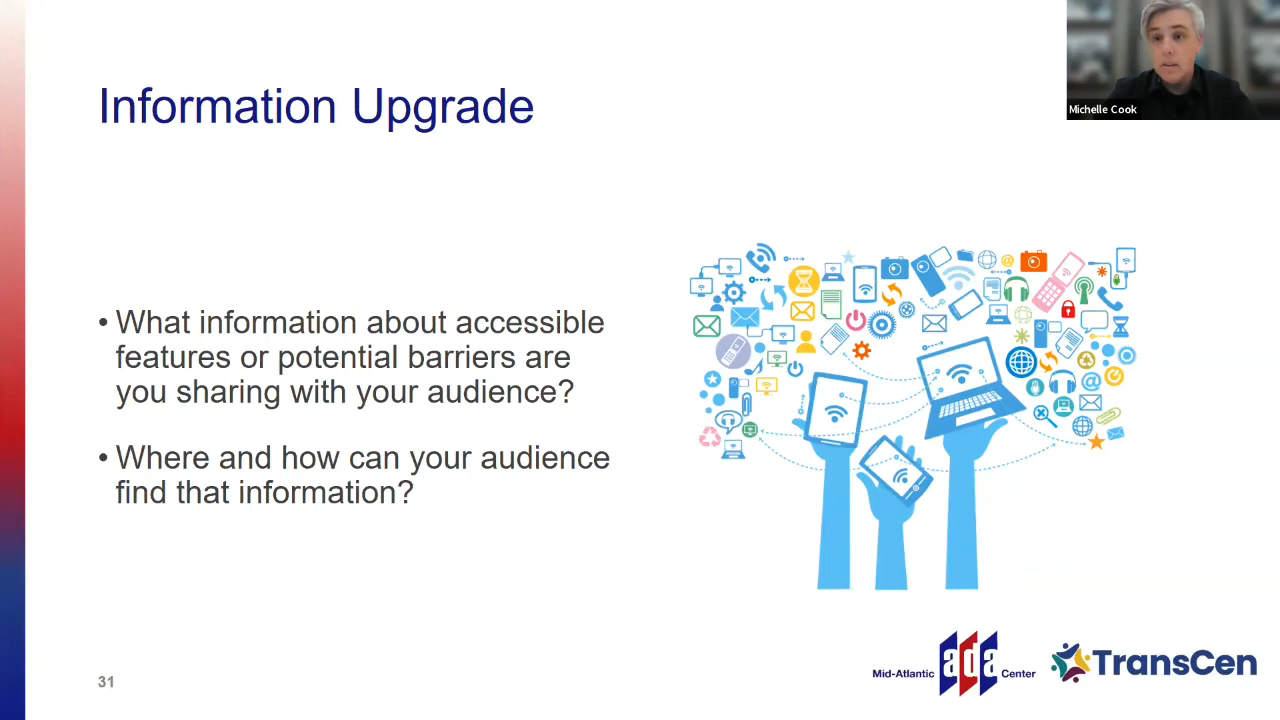 Michelle Cook
Information Upgrade
• What information about accessible
features or potential barriers are
you sharing with your audience?
• Where and how can your audience
find that information?
31
Mid-Atlantic ada Center
TransCen